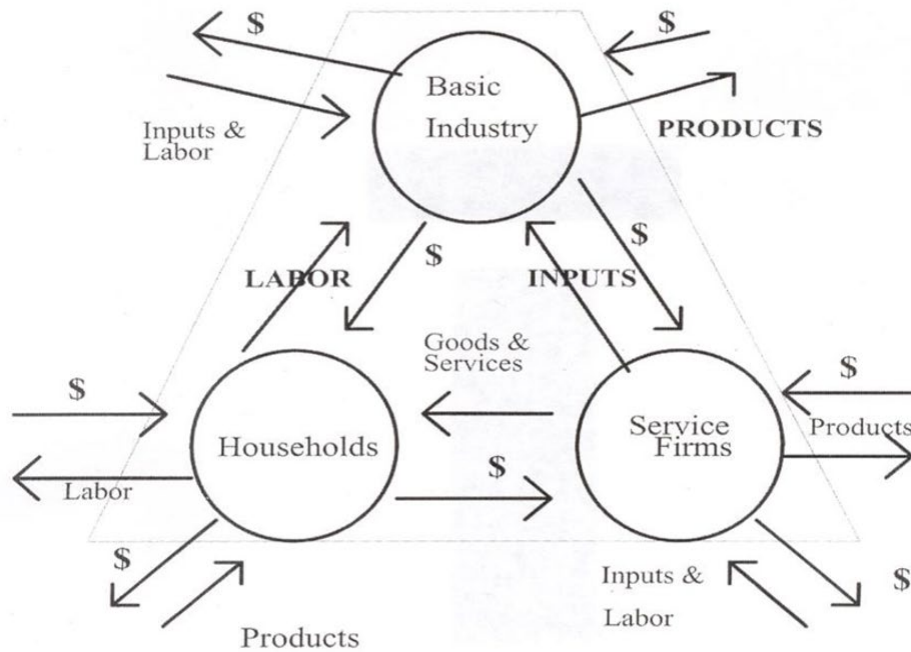 $
$
Basic
Industry
PRODUCTS
Inputs &
Labor
$
$
LABOR
INPUTS
Goods &
Services
$
$
Households
Service
Firms
Products
$
Labor
$
$
Inputs &
Labor
Products